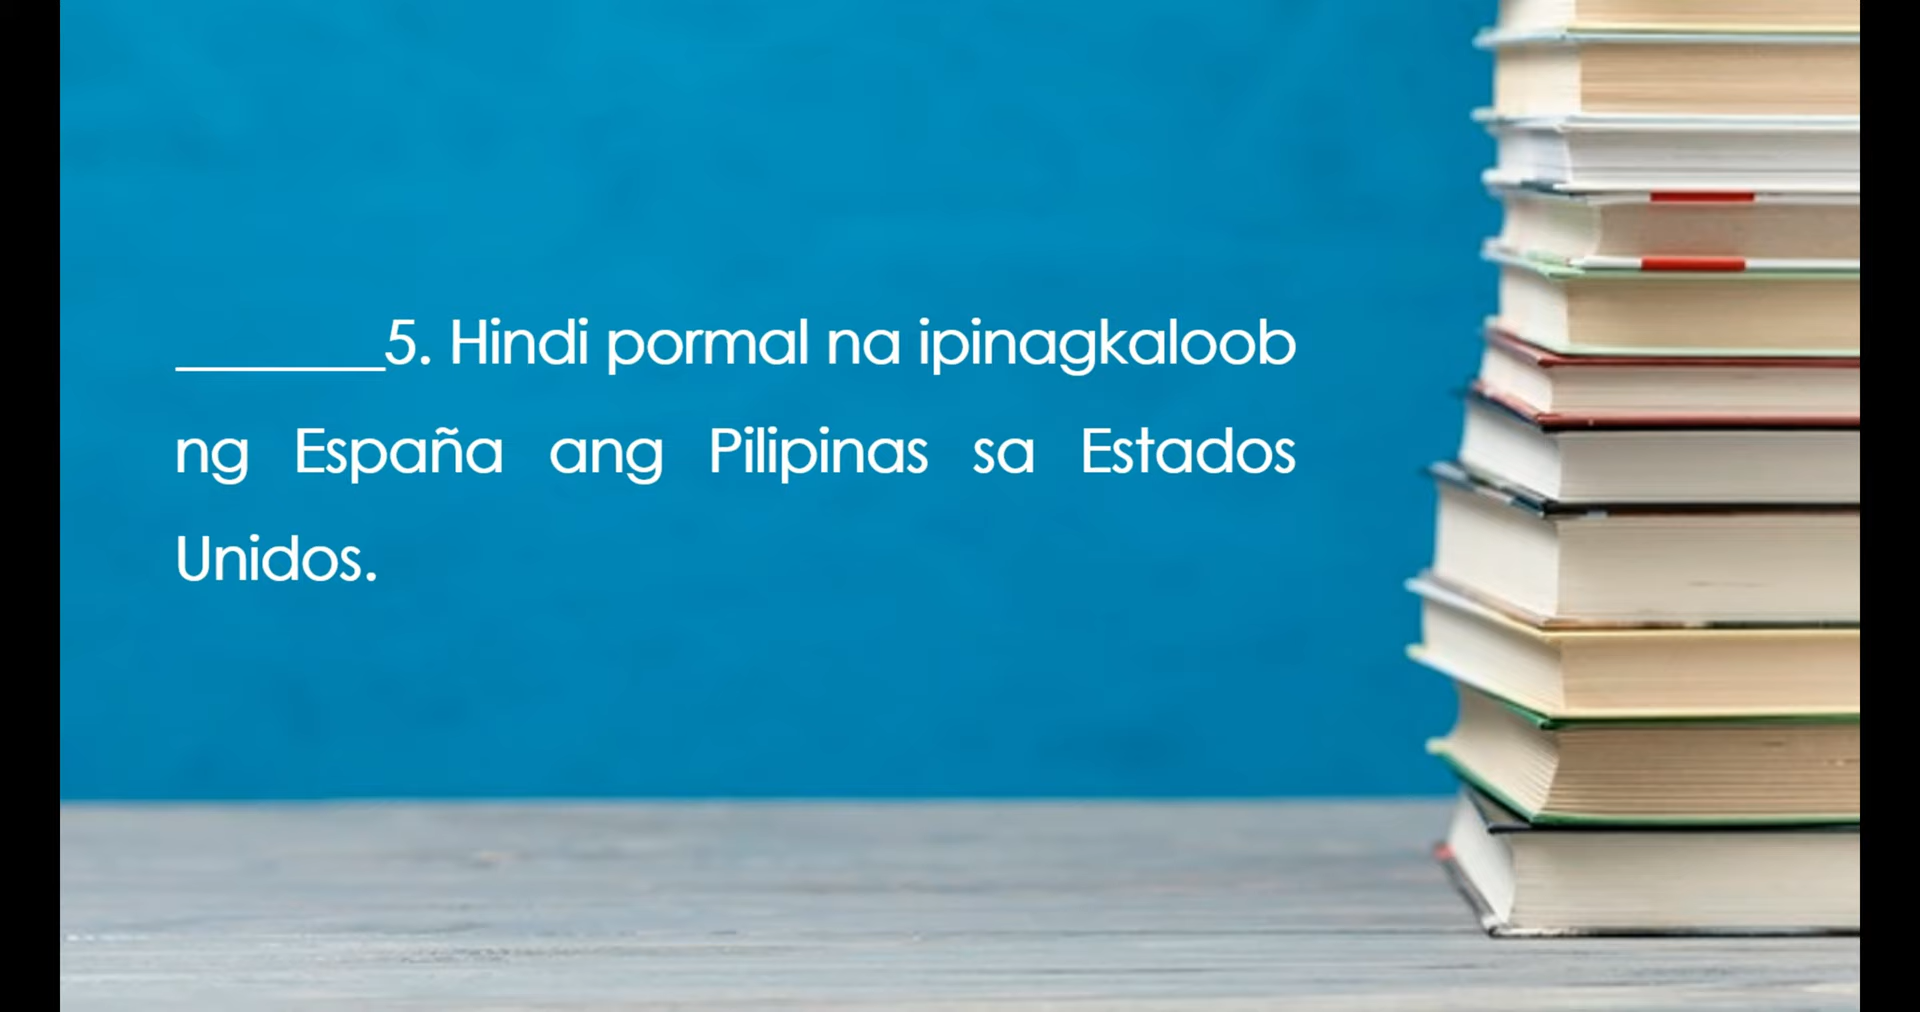 _______5. Hindi pormal na ipinagkaloob
ng España ang Pilipinas sa Estados
Unidos.